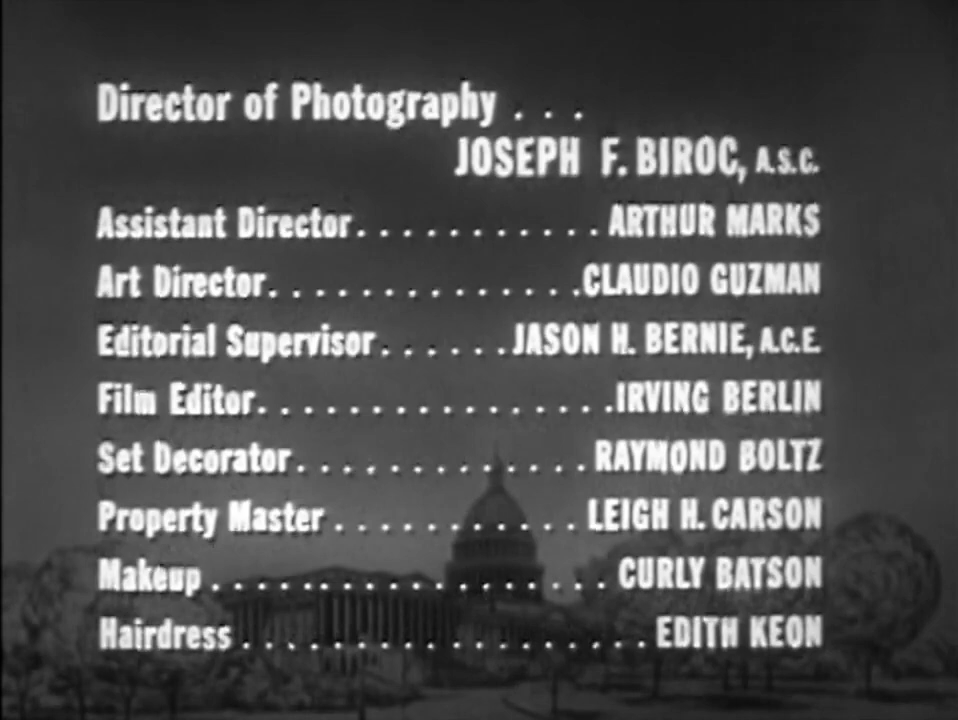 Director of Photography . . .
JOSEPH F. BIROC, A.S.C.
Assistant Director . . . . . . . . . . . ARTHUR MARKS
Art Director . . . . . . . . . . . . . . CLAUDIO GUZMAN
Editorial Supervisor . . . . . . JASON H. BERNIE, A.C.E.
Film Editor . . . . . . . . . . . . . . . . IRVING BERLIN
Set Decorator . . . . . . . . . . . . . RAYMOND BOLTZ
Property Master . . . . . . . . . . . LEIGH H. CARSON
Makeup . . . . . . . . . . . . . . . . . CURLY BATSON
Hairdress . . . . . . . . . . . . . . . . . . EDITH KEON